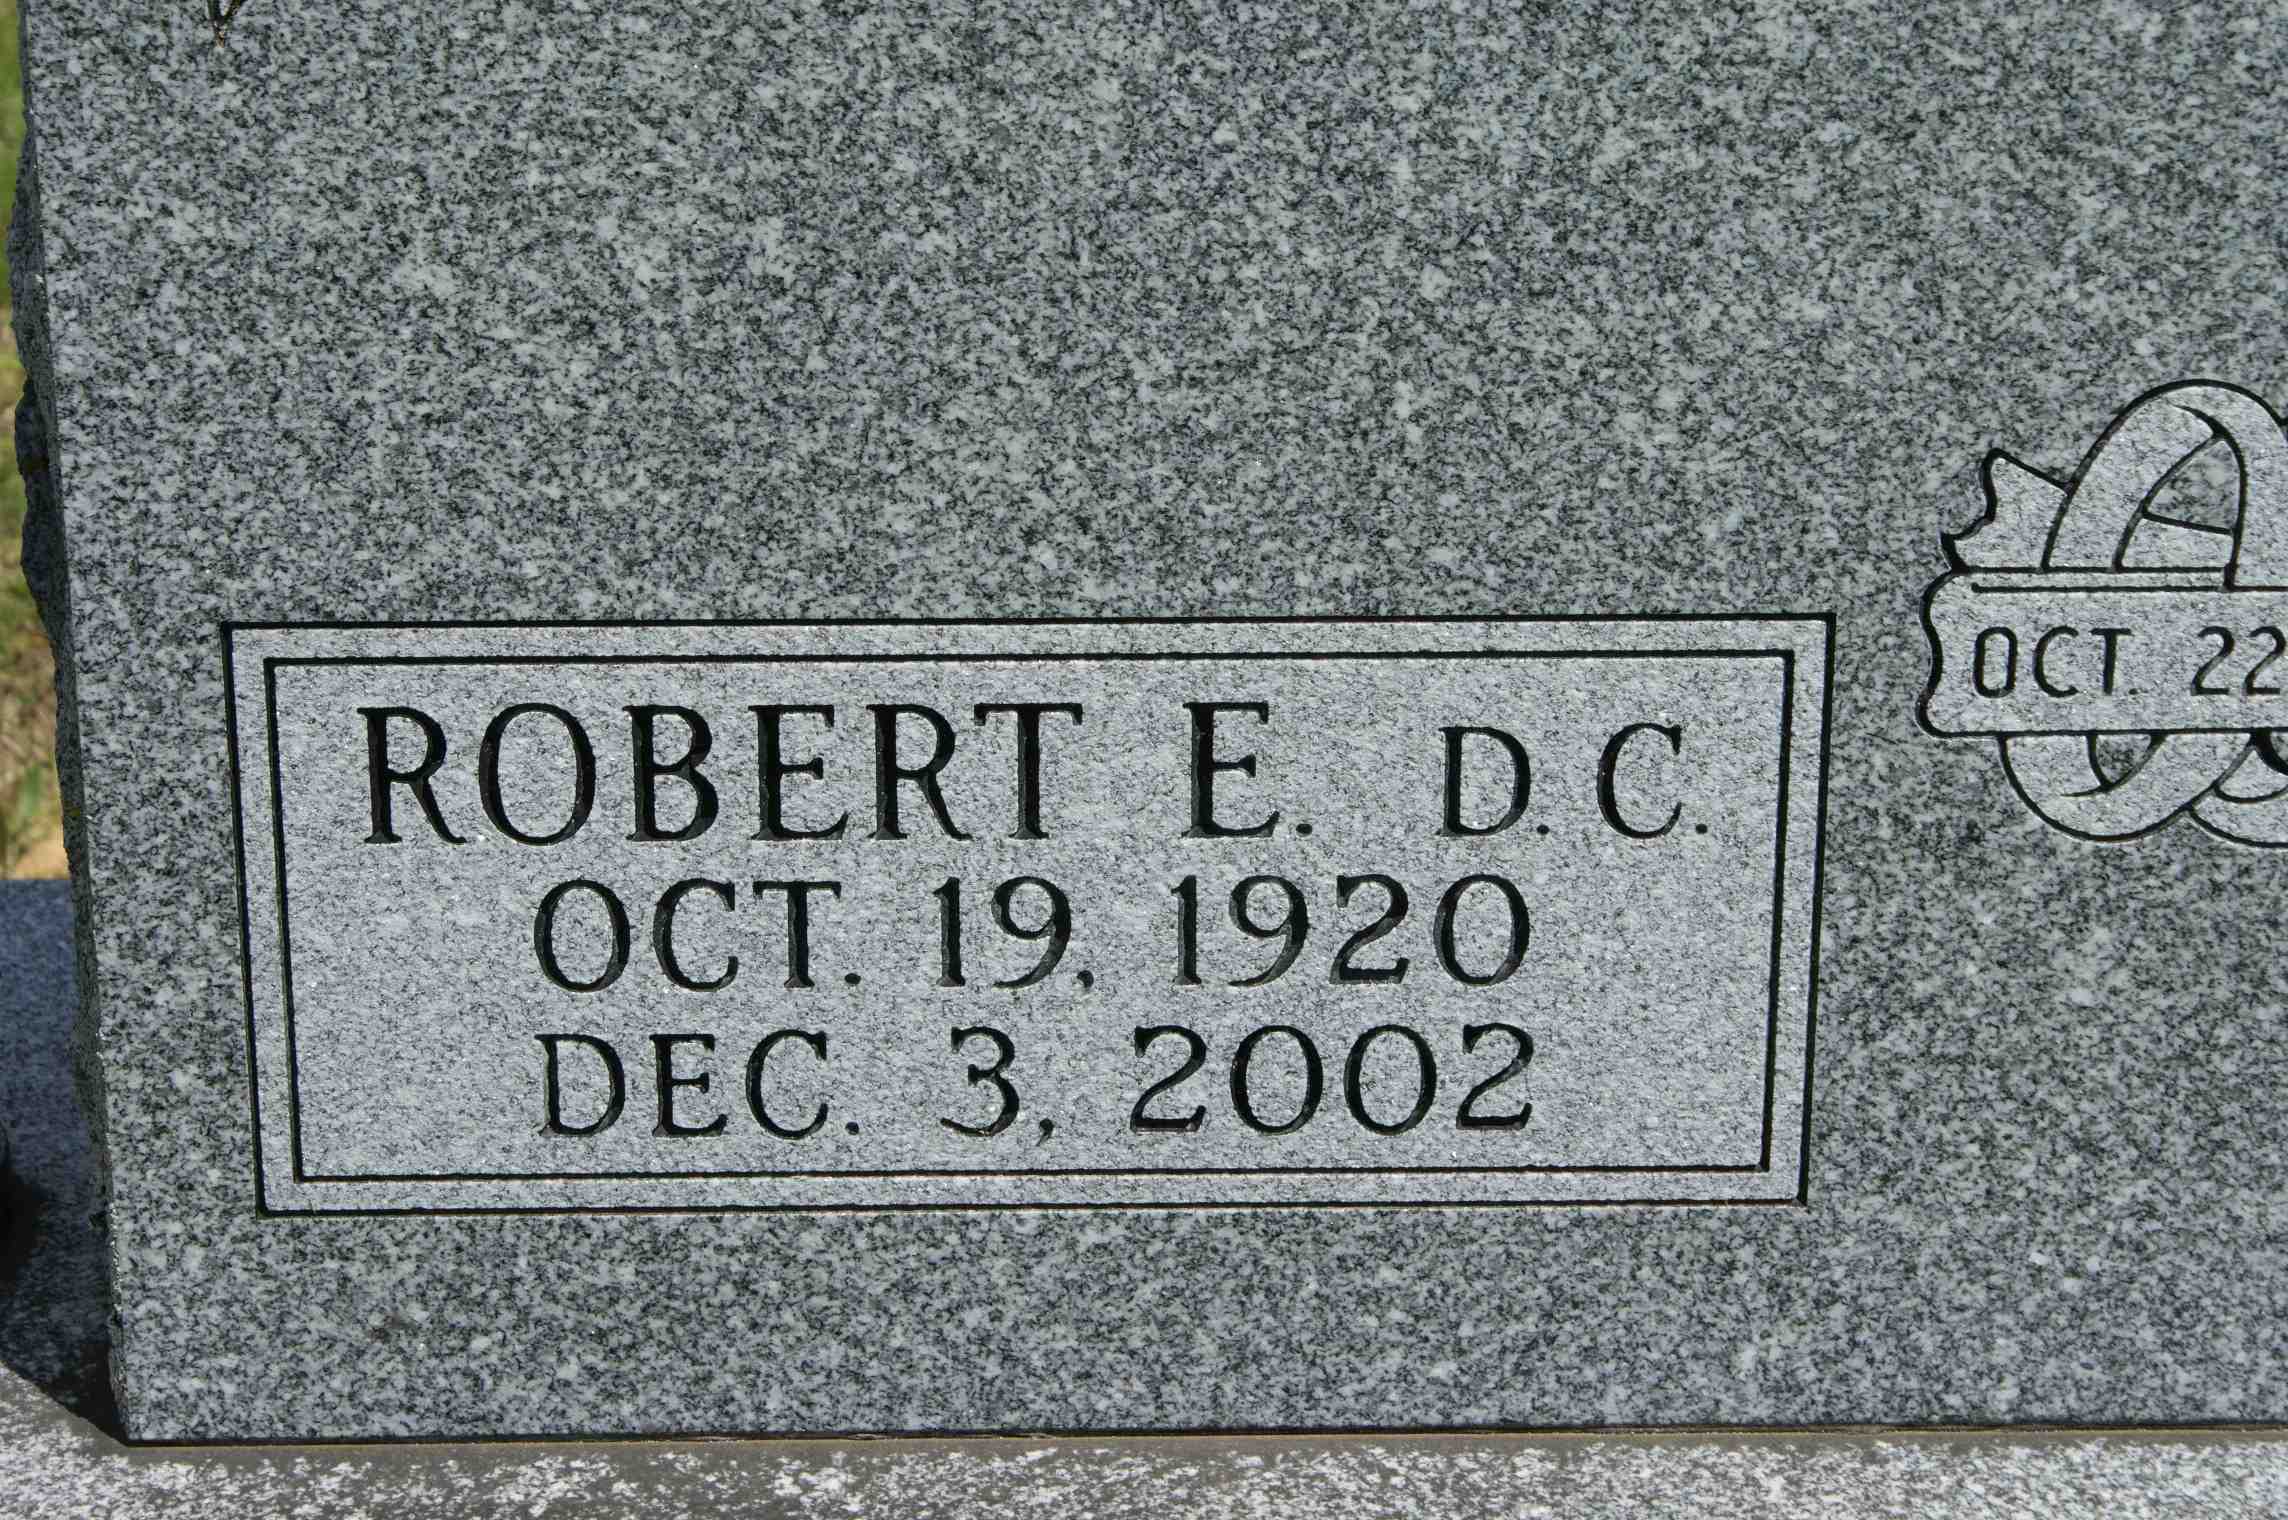 ROBERT E. D.C.
OCT. 19, 1920
DEC. 3, 2002
OCT. 22